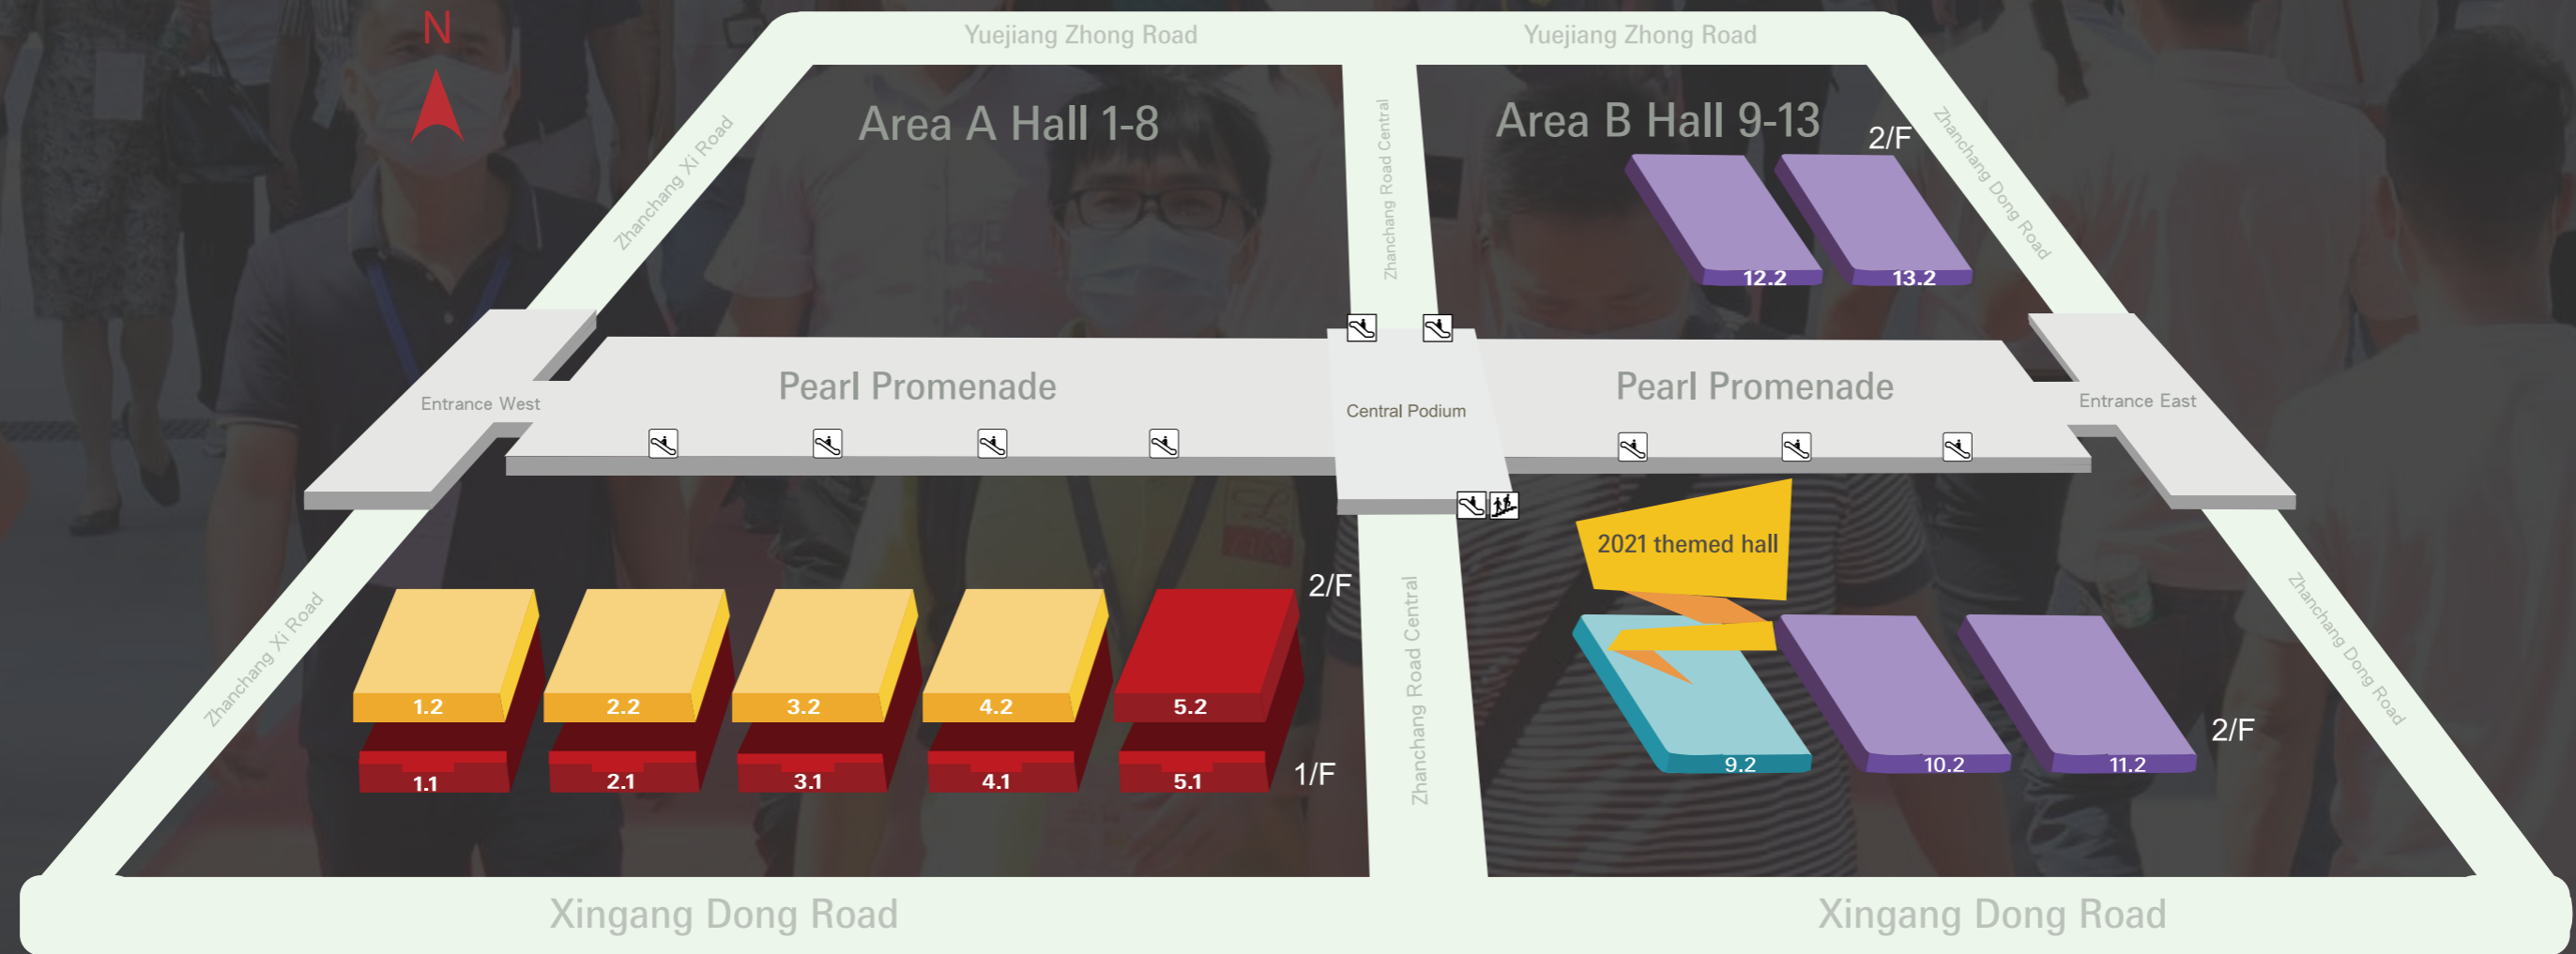 N
Yuejiang Zhong Road
Yuejiang Zhong Road
Area A Hall 1-8
Area B Hall 9-13
2/F
Zhanchang Xi Road
Zhanchang Road Central
Zhanchang Dong Road
12.2
13.2
Pearl Promenade
Pearl Promenade
Entrance West
Central Podium
Entrance East
2021 themed hall
2/F
Zhanchang Xi Road
Zhanchang Road Central
Zhanchang Dong Road
1.2
2.2
3.2
4.2
5.2
2/F
1.1
2.1
3.1
4.1
5.1
1/F
9.2
10.2
11.2
Xingang Dong Road
Xingang Dong Road